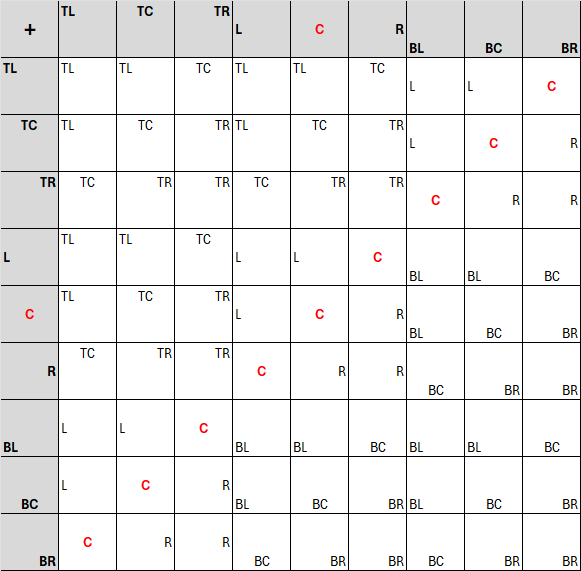 + TL TC TR L C R BL BC BR
TL TL TL TC TL TL TC L L C
TC TL TC TR TL TC TR L C R
TR TC TR TR TC TR TR C R R
L TL TL TC L L C BL BL BC
C TL TC TR L C R BL BC BR
R TC TR TR C R R BC BR BR
BL L L C BL BL BC BL BL BC
BC L C R BL BC BR BL BC BR
BR C R R BC BR BR BC BR BR